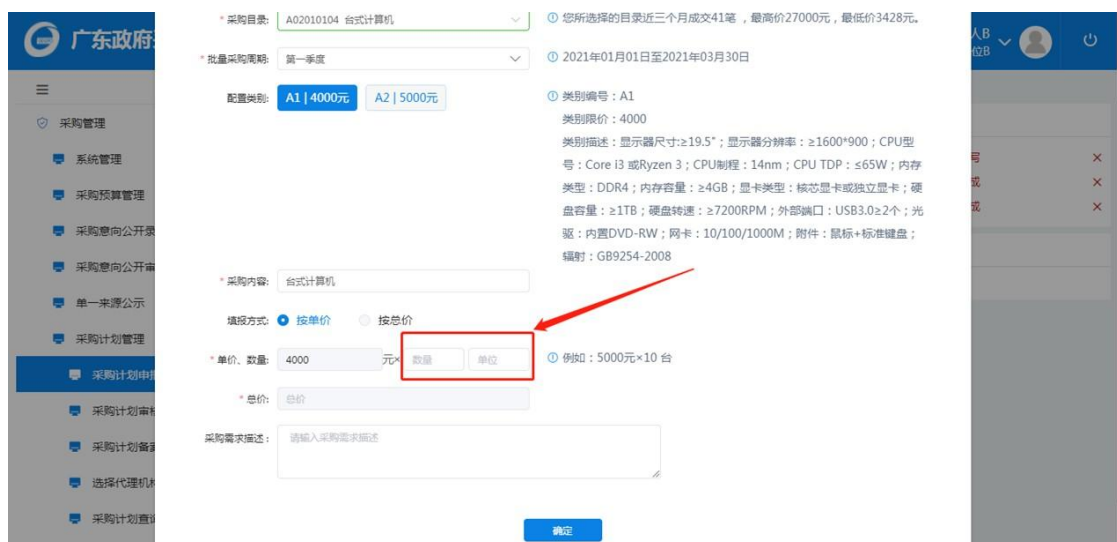 广东政府
人B
位B
* 采购目录: A02010104 台式计算机
您所选择的目录近三个月成交41笔 ，最高价27000元，最低价3428元。
* 批量采购周期: 第一季度
2021年01月01日至2021年03月30日
配置类别: A1 | 4000元 A2 | 5000元
类别编号：A1
类别限价：4000
类别描述：显示器尺寸:≥19.5"；显示器分辨率：≥1600*900；CPU型
号：Core i3 或Ryzen 3；CPU制程：14nm；CPU TDP：≤65W；内存
类型：DDR4；内存容量：≥4GB；显卡类型：核芯显卡或独立显卡；硬
盘容量：≥1TB；硬盘转速：≥7200RPM；外部端口：USB3.0≥2个；光
驱：内置DVD-RW；网卡：10/100/1000M；附件：鼠标+标准键盘；
辐射：GB9254-2008
* 采购内容: 台式计算机
填报方式: 按单价 按总价
* 单价、数量: 4000 元× 数量 单位
例如：5000元×10 台
* 总价: 总价
采购需求描述： 请输入采购需求描述
确定
采购管理
系统管理
采购预算管理
采购意向公开录
采购意向公开审
单一来源公示
采购计划管理
采购计划申报
采购计划审核
采购计划备案
选择代理机构
采购计划查询
写
成
成